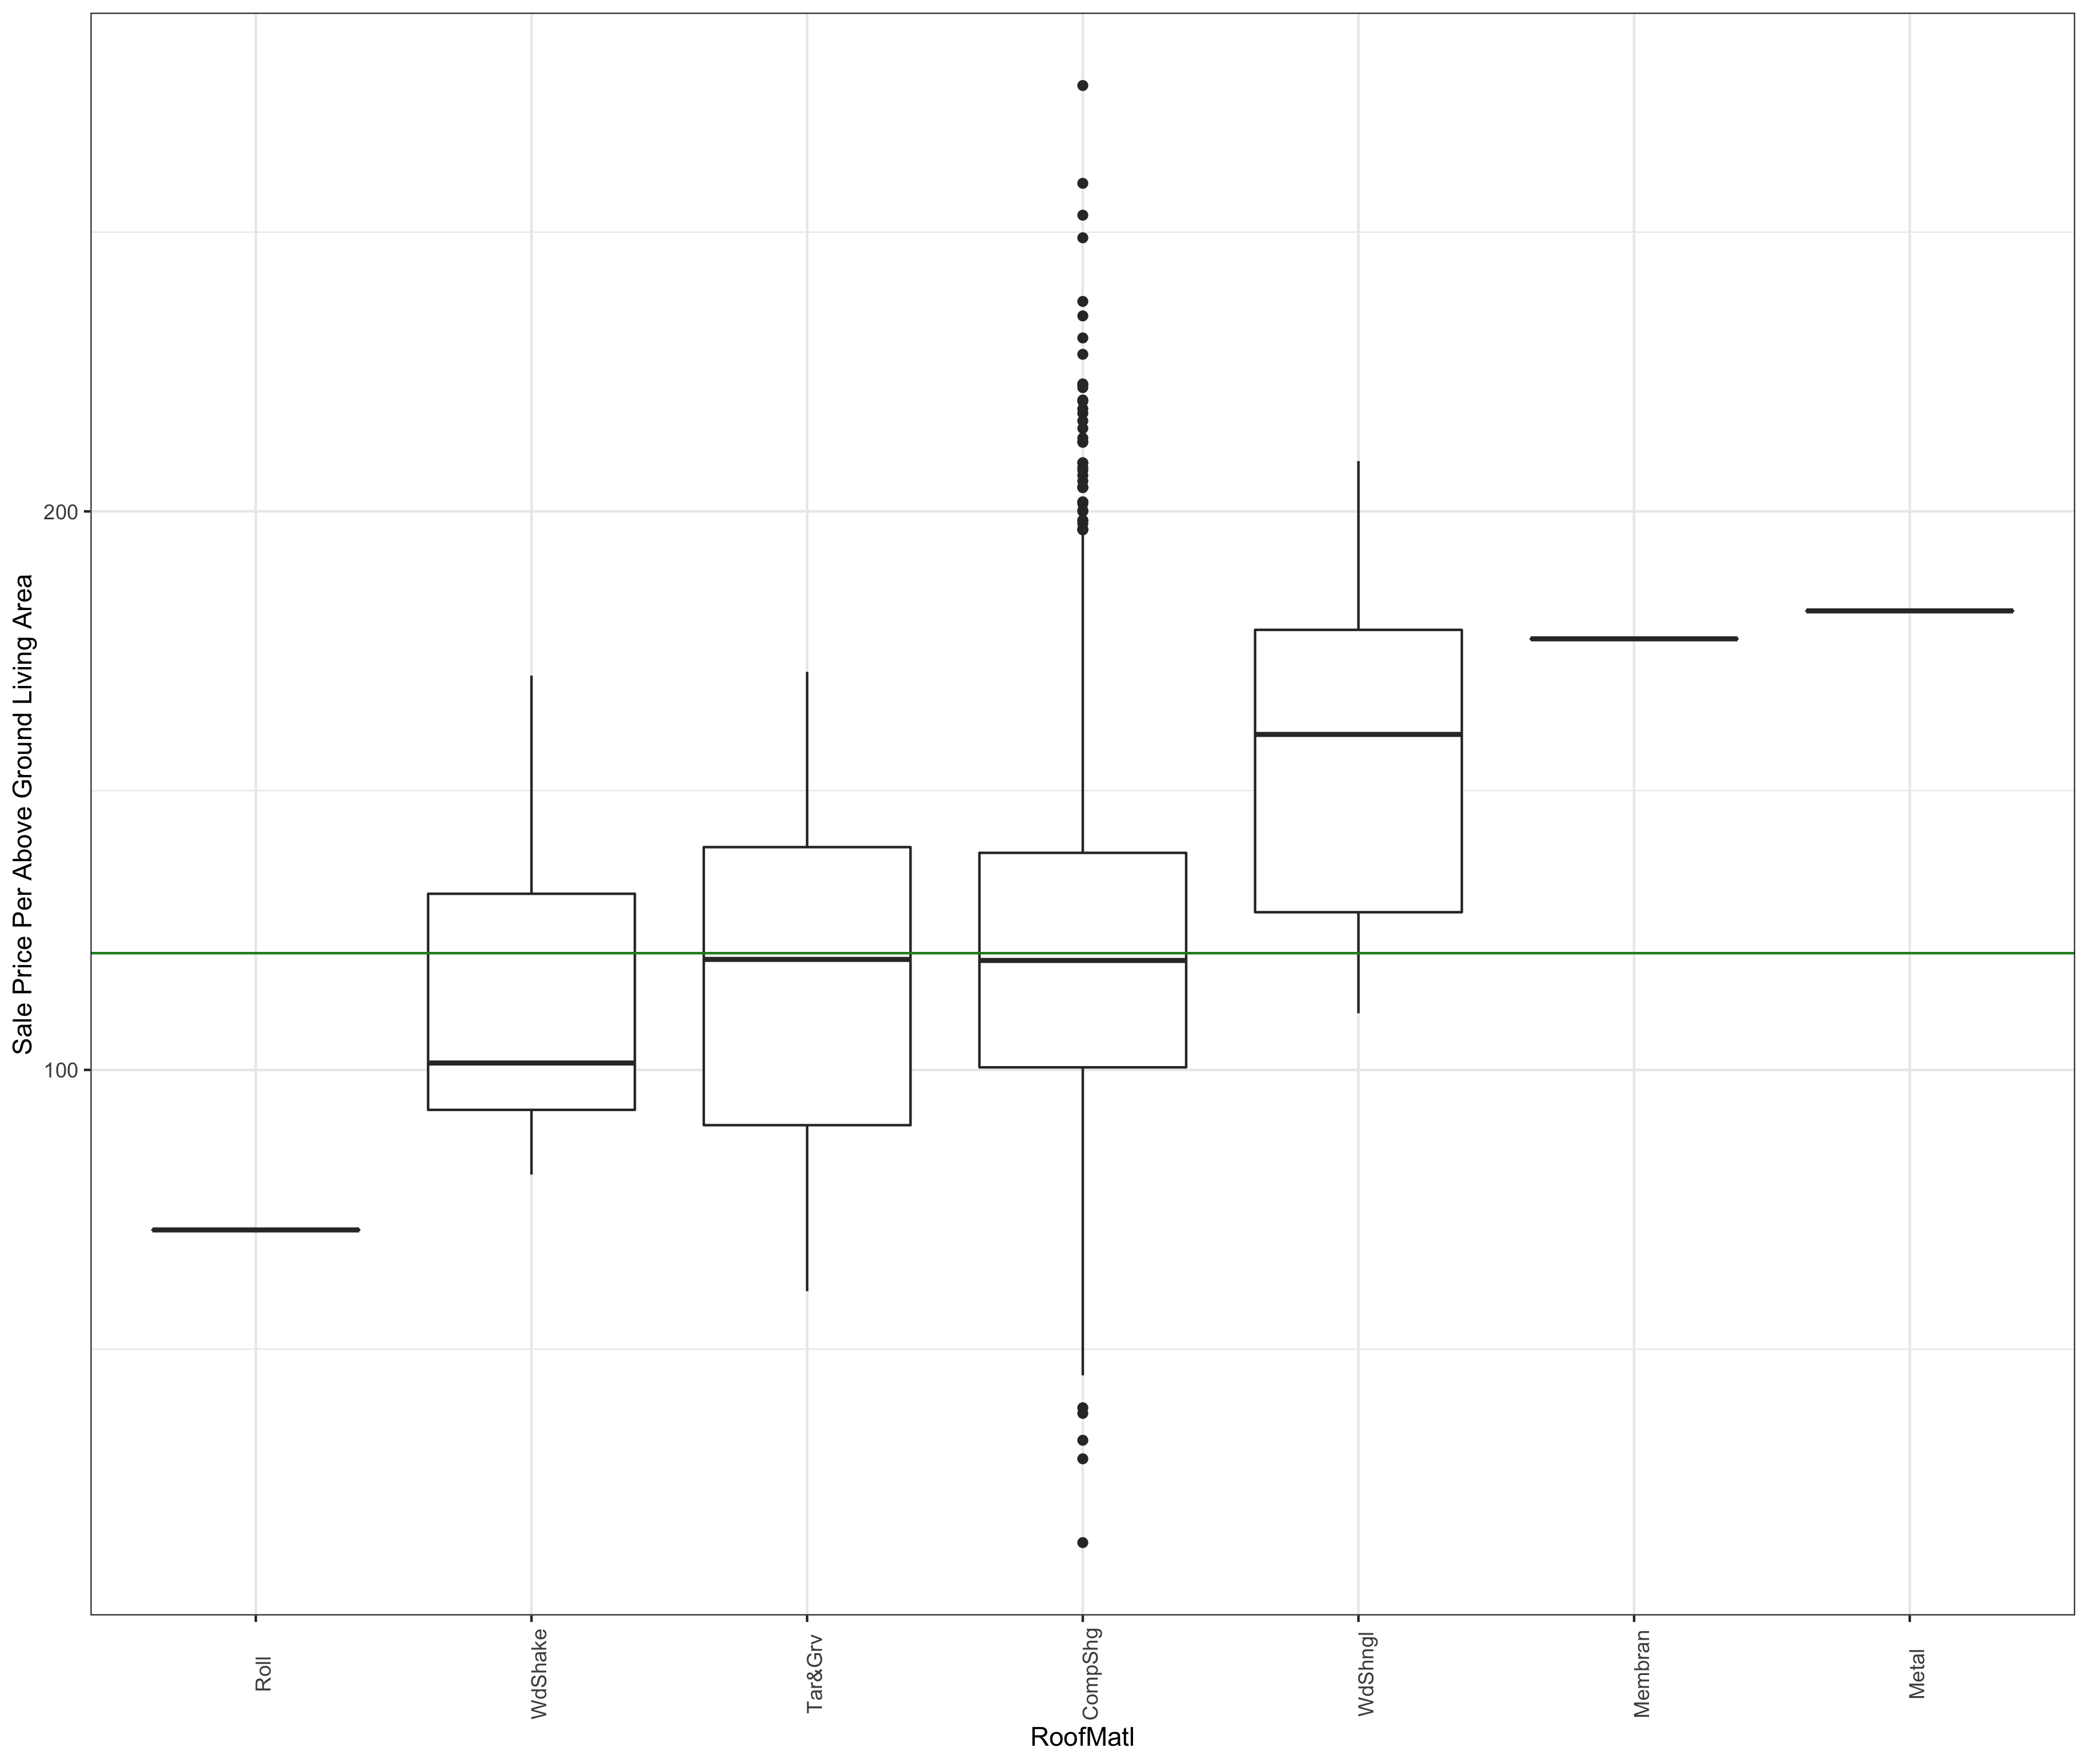 Sale Price Per Above Ground Living Area
200
100
Roll
WdShake
Tar&Grv
CompShg
WdShngl
Membran
Metal
RoofMatl